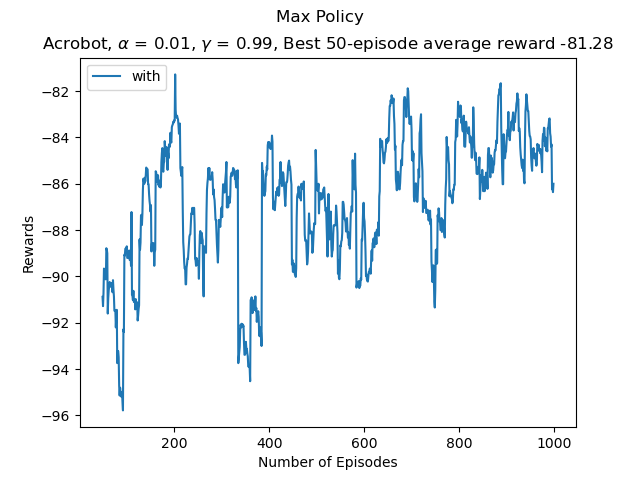 Max Policy
Acrobot, α = 0.01, γ = 0.99, Best 50-episode average reward -81.28
with
−82
−84
−86
−88
−90
−92
−94
−96
Rewards
200
400
600
800
1000
Number of Episodes